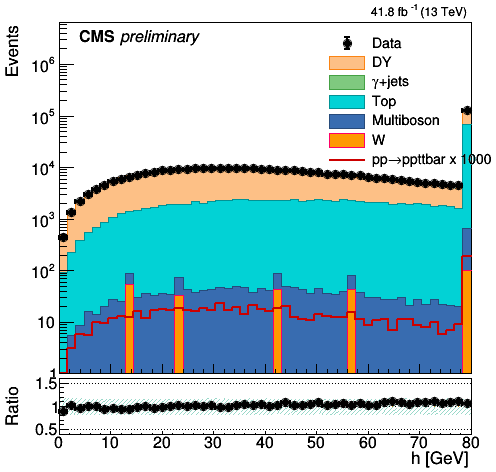 41.8 fb⁻¹ (13 TeV)
CMS preliminary
Events
10⁶
10⁵
10⁴
10³
10²
10
1
Data
DY
γ+jets
Top
Multiboson
W
pp→ppttbar x 1000
Ratio
1.5
1
0.5
0 10 20 30 40 50 60 70 80
h [GeV]